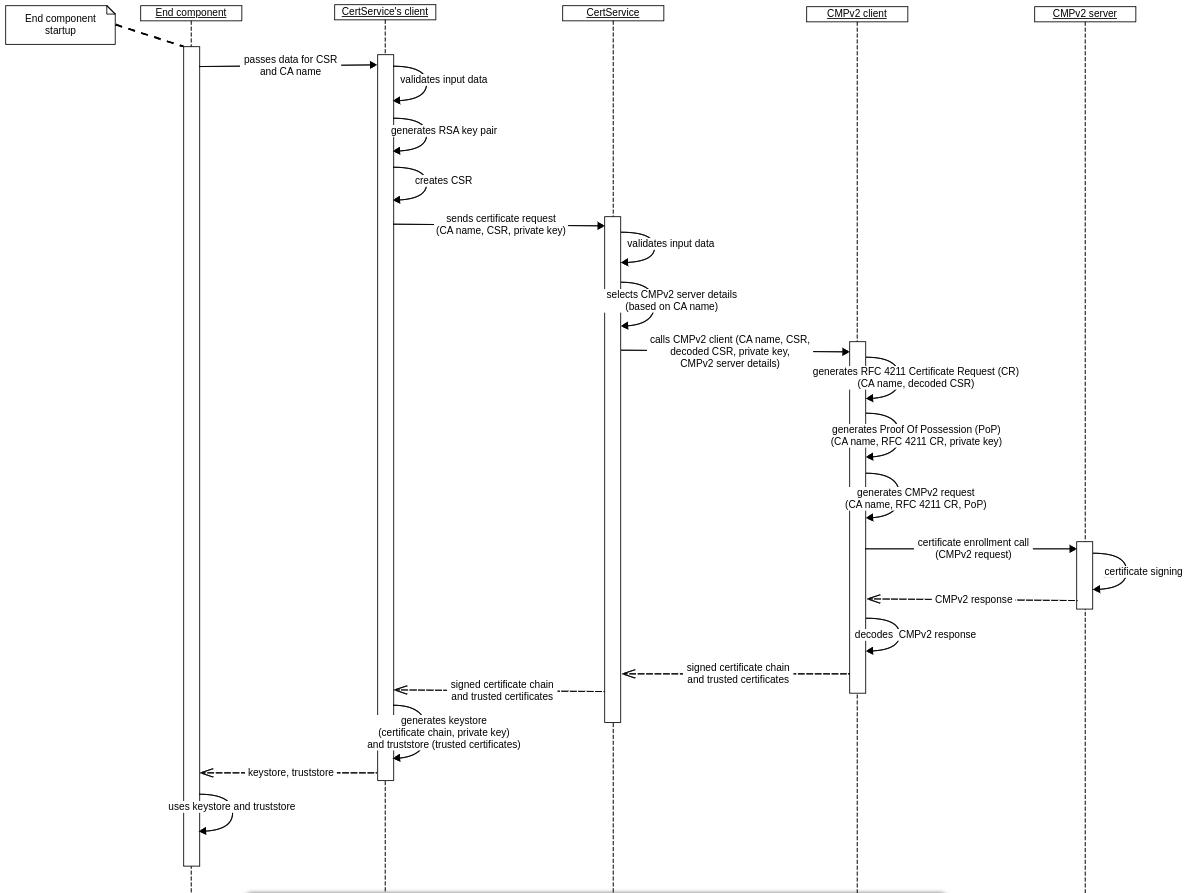 End component
startup
End component
CertService's client
CertService
CMPv2 client
CMPv2 server
passes data for CSR
and CA name
validates input data
generates RSA key pair
creates CSR
sends certificate request
(CA name, CSR, private key)
validates input data
selects CMPv2 server details
(based on CA name)
calls CMPv2 client (CA name, CSR,
decoded CSR, private key,
CMPv2 server details)
generates RFC 4211 Certificate Request (CR)
(CA name, decoded CSR)
generates Proof Of Possession (PoP)
(CA name, RFC 4211 CR, private key)
generates CMPv2 request
(CA name, RFC 4211 CR, PoP)
certificate enrollment call
(CMPv2 request)
certificate signing
CMPv2 response
decodes CMPv2 response
signed certificate chain
and trusted certificates
signed certificate chain
and trusted certificates
generates keystore
(certificate chain, private key)
and truststore (trusted certificates)
keystore, truststore
uses keystore and truststore